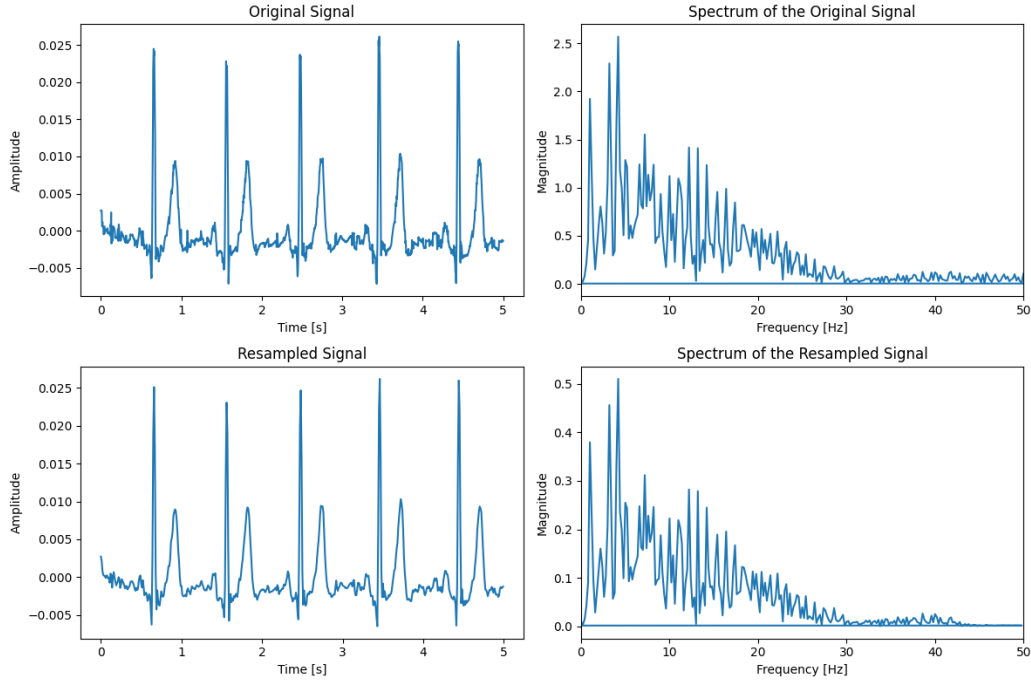 Original Signal
Amplitude
0.025
0.020
0.015
0.010
0.005
0.000
−0.005
0 1 2 3 4 5
Time [s]
Spectrum of the Original Signal
Magnitude
2.5
2.0
1.5
1.0
0.5
0.0
0 10 20 30 40 50
Frequency [Hz]
Resampled Signal
Amplitude
0.025
0.020
0.015
0.010
0.005
0.000
−0.005
0 1 2 3 4 5
Time [s]
Spectrum of the Resampled Signal
Magnitude
0.5
0.4
0.3
0.2
0.1
0.0
0 10 20 30 40 50
Frequency [Hz]